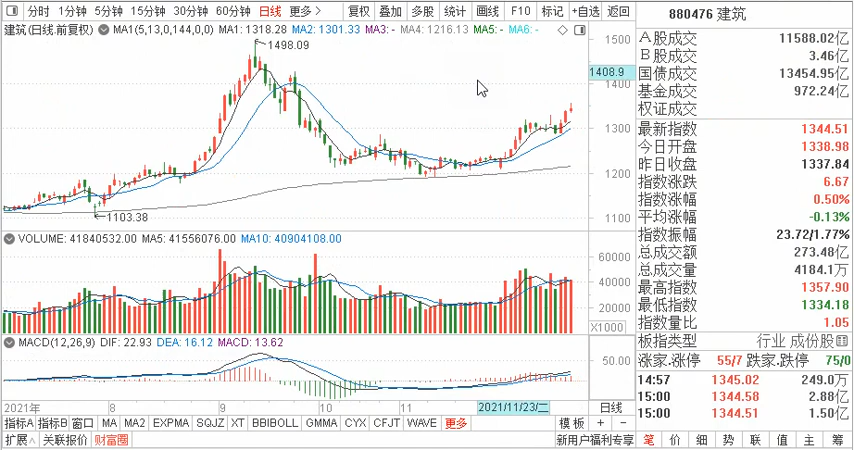 分时 1分钟 5分钟 15分钟 30分钟 60分钟 日线 更多 复权 叠加 多股 统计 画线 F10 标记 +自选 返回
880476 建筑
建筑(日线.前复权) MA1(5,13,0,144,0,0) MA1: 1318.28 MA2: 1301.33 MA3: - MA4: 1216.13 MA5: - MA6: -
1500
1498.09
1408.9
1400
1300
1200
1103.38
1100
A股成交 11588.02亿
B股成交 3.46亿
国债成交 13454.95亿
基金成交 972.24亿
权证成交
最新指数 1344.51
今日开盘 1338.98
昨日收盘 1337.84
指数涨跌 6.67
指数涨幅 0.50%
平均涨幅 -0.13%
指数振幅 23.72/1.77%
总成交额 273.48亿
总成交量 4184.1万
最高指数 1357.90
最低指数 1334.18
指数量比 1.05
板指类型 行业 成份股
涨家.涨停 55/7 跌家.跌停 75/0
14:57 1345.02 249.0万
15:00 1344.58 2.88亿
15:00 1344.51 1.50亿
VOLUME: 41840532.00 MA5: 41556076.00 MA10: 40904108.00
60000
40000
20000
X1000
MACD(12,26,9) DIF: 22.93 DEA: 16.12 MACD: 13.62
50.00
2021年 8 9 10 11 2021/11/23/二 日线
指标A 指标B 窗口 MA MA2 EXPMA SQJZ XT BBIBOLL GMMA CYX CFJT WAVE 更多 模板 + -
扩展∧ 关联报价 财富圈 新用户福利专享 笔 价 细 势 联 值 主 筹